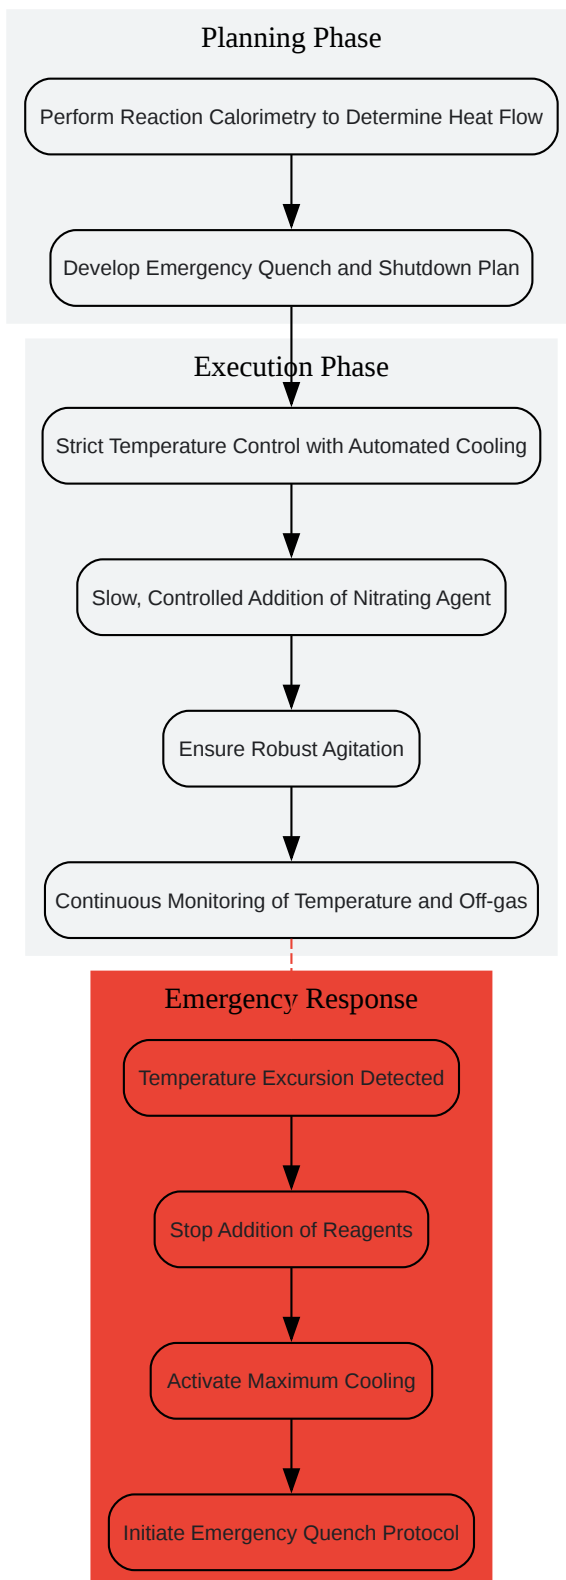 Planning Phase
Perform Reaction Calorimetry to Determine Heat Flow
Develop Emergency Quench and Shutdown Plan
Execution Phase
Strict Temperature Control with Automated Cooling
Slow, Controlled Addition of Nitrating Agent
Ensure Robust Agitation
Continuous Monitoring of Temperature and Off-gas
Emergency Response
Temperature Excursion Detected
Stop Addition of Reagents
Activate Maximum Cooling
Initiate Emergency Quench Protocol